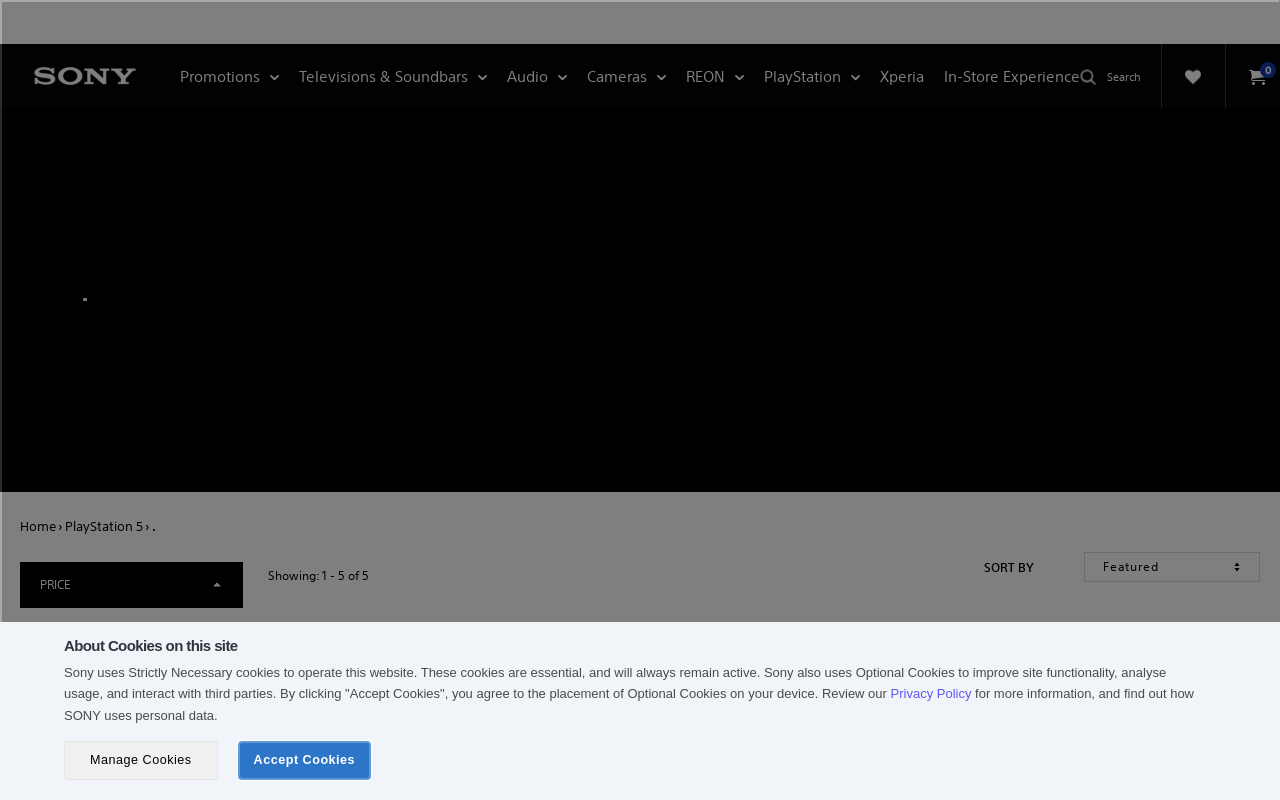 SONY
Promotions
Televisions & Soundbars
Audio
Cameras
REON
PlayStation
Xperia
In-Store Experience
Search
0
.
Home › PlayStation 5 › .
PRICE
Showing: 1 - 5 of 5
SORT BY
Featured
About Cookies on this site
Sony uses Strictly Necessary cookies to operate this website. These cookies are essential, and will always remain active. Sony also uses Optional Cookies to improve site functionality, analyse
usage, and interact with third parties. By clicking "Accept Cookies", you agree to the placement of Optional Cookies on your device. Review our Privacy Policy for more information, and find out how
SONY uses personal data.
Manage Cookies
Accept Cookies